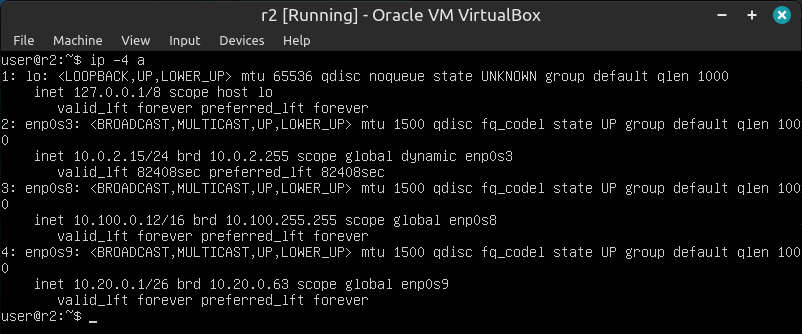 r2 [Running] - Oracle VM VirtualBox
File Machine View Input Devices Help
user@r2:~$ ip -4 a
1: lo: <LOOPBACK,UP,LOWER_UP> mtu 65536 qdisc noqueue state UNKNOWN group default qlen 1000
    inet 127.0.0.1/8 scope host lo
       valid_lft forever preferred_lft forever
2: enp0s3: <BROADCAST,MULTICAST,UP,LOWER_UP> mtu 1500 qdisc fq_codel state UP group default qlen 100
0
    inet 10.0.2.15/24 brd 10.0.2.255 scope global dynamic enp0s3
       valid_lft 82408sec preferred_lft 82408sec
3: enp0s8: <BROADCAST,MULTICAST,UP,LOWER_UP> mtu 1500 qdisc fq_codel state UP group default qlen 100
0
    inet 10.100.0.12/16 brd 10.100.255.255 scope global enp0s8
       valid_lft forever preferred_lft forever
4: enp0s9: <BROADCAST,MULTICAST,UP,LOWER_UP> mtu 1500 qdisc fq_codel state UP group default qlen 100
0
    inet 10.20.0.1/26 brd 10.20.0.63 scope global enp0s9
       valid_lft forever preferred_lft forever
user@r2:~$ _